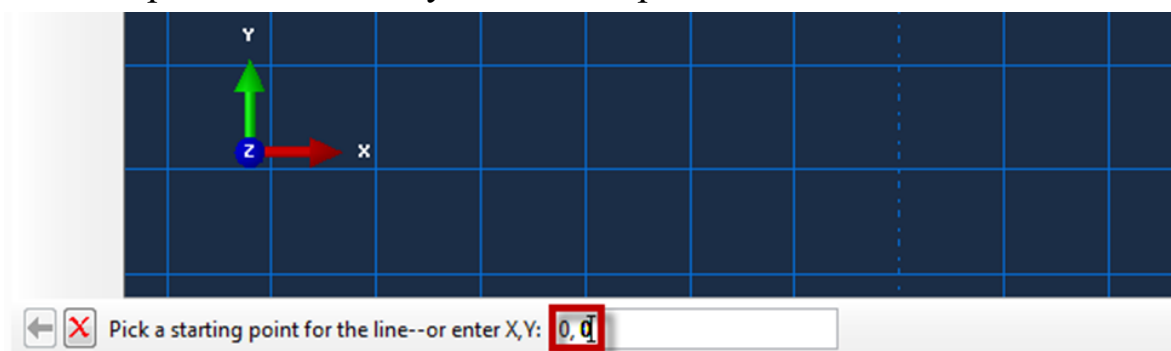 Y
Z X
Pick a starting point for the line--or enter X,Y: 0, 0